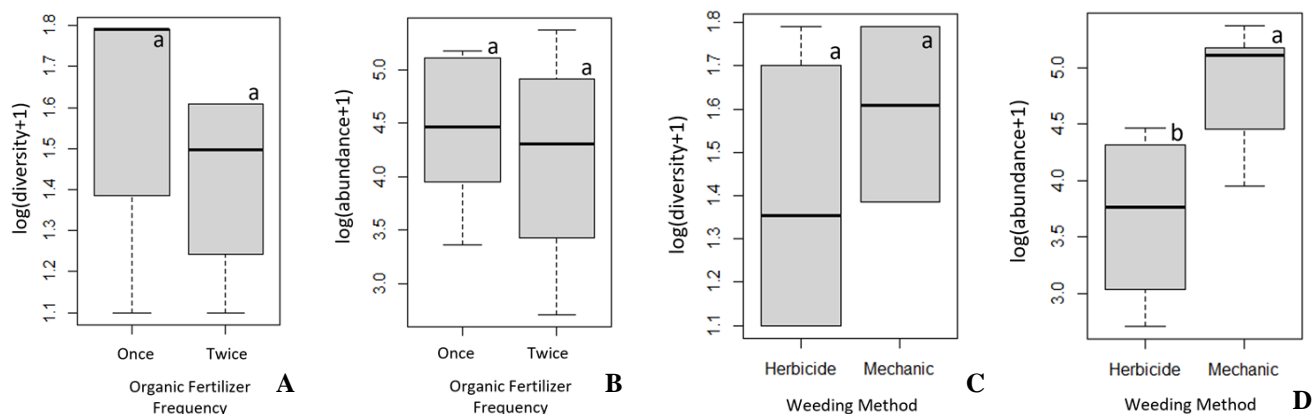 log(diversity+1)
1.8
1.7
1.6
1.5
1.4
1.3
1.2
1.1
a
a
Once
Twice
Organic Fertilizer
Frequency
A
log(abundance+1)
5.0
4.5
4.0
3.5
3.0
a
a
Once
Twice
Organic Fertilizer
Frequency
B
log(diversity+1)
1.8
1.7
1.6
1.5
1.4
1.3
1.2
1.1
a
a
Herbicide
Mechanic
Weeding Method
C
log(abundance+1)
5.0
4.5
4.0
3.5
3.0
b
a
Herbicide
Mechanic
Weeding Method
D